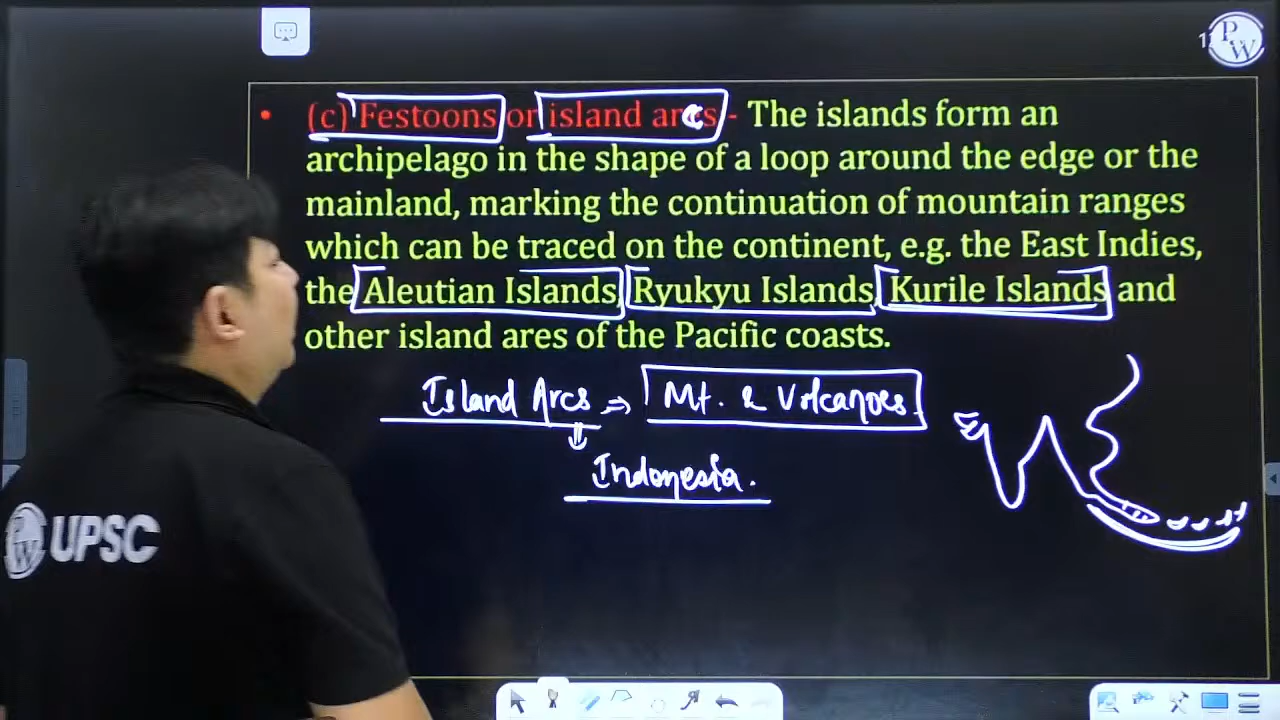 PW
• (c) Festoons or island arcs - The islands form an
archipelago in the shape of a loop around the edge or the
mainland, marking the continuation of mountain ranges
which can be traced on the continent, e.g. the East Indies,
the Aleutian Islands, Ryukyu Islands, Kurile Islands and
other island ares of the Pacific coasts.
Island Arcs → Mt. & Volcanoes.
⇓
Indonesia.
PW UPSC